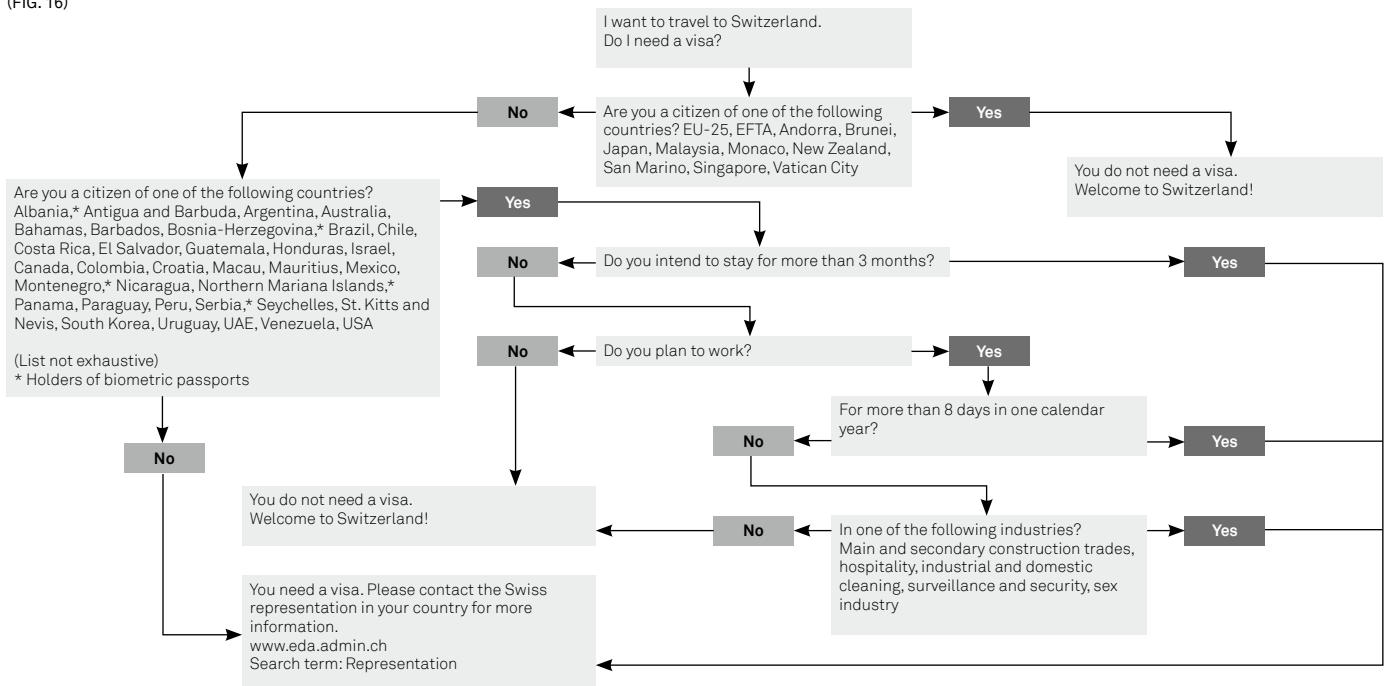 (FIG. 16)
I want to travel to Switzerland.
Do I need a visa?
No
Are you a citizen of one of the following
countries? EU-25, EFTA, Andorra, Brunei,
Japan, Malaysia, Monaco, New Zealand,
San Marino, Singapore, Vatican City
Yes
You do not need a visa.
Welcome to Switzerland!
Are you a citizen of one of the following countries?
Albania,* Antigua and Barbuda, Argentina, Australia,
Bahamas, Barbados, Bosnia-Herzegovina,* Brazil, Chile,
Costa Rica, El Salvador, Guatemala, Honduras, Israel,
Canada, Colombia, Croatia, Macau, Mauritius, Mexico,
Montenegro,* Nicaragua, Northern Mariana Islands,*
Panama, Paraguay, Peru, Serbia,* Seychelles, St. Kitts and
Nevis, South Korea, Uruguay, UAE, Venezuela, USA
(List not exhaustive)
* Holders of biometric passports
Yes
No
Do you intend to stay for more than 3 months?
Yes
No
Do you plan to work?
Yes
For more than 8 days in one calendar
year?
No
Yes
No
You do not need a visa.
Welcome to Switzerland!
No
In one of the following industries?
Main and secondary construction trades,
hospitality, industrial and domestic
cleaning, surveillance and security, sex
industry
Yes
You need a visa. Please contact the Swiss
representation in your country for more
information.
www.eda.admin.ch
Search term: Representation